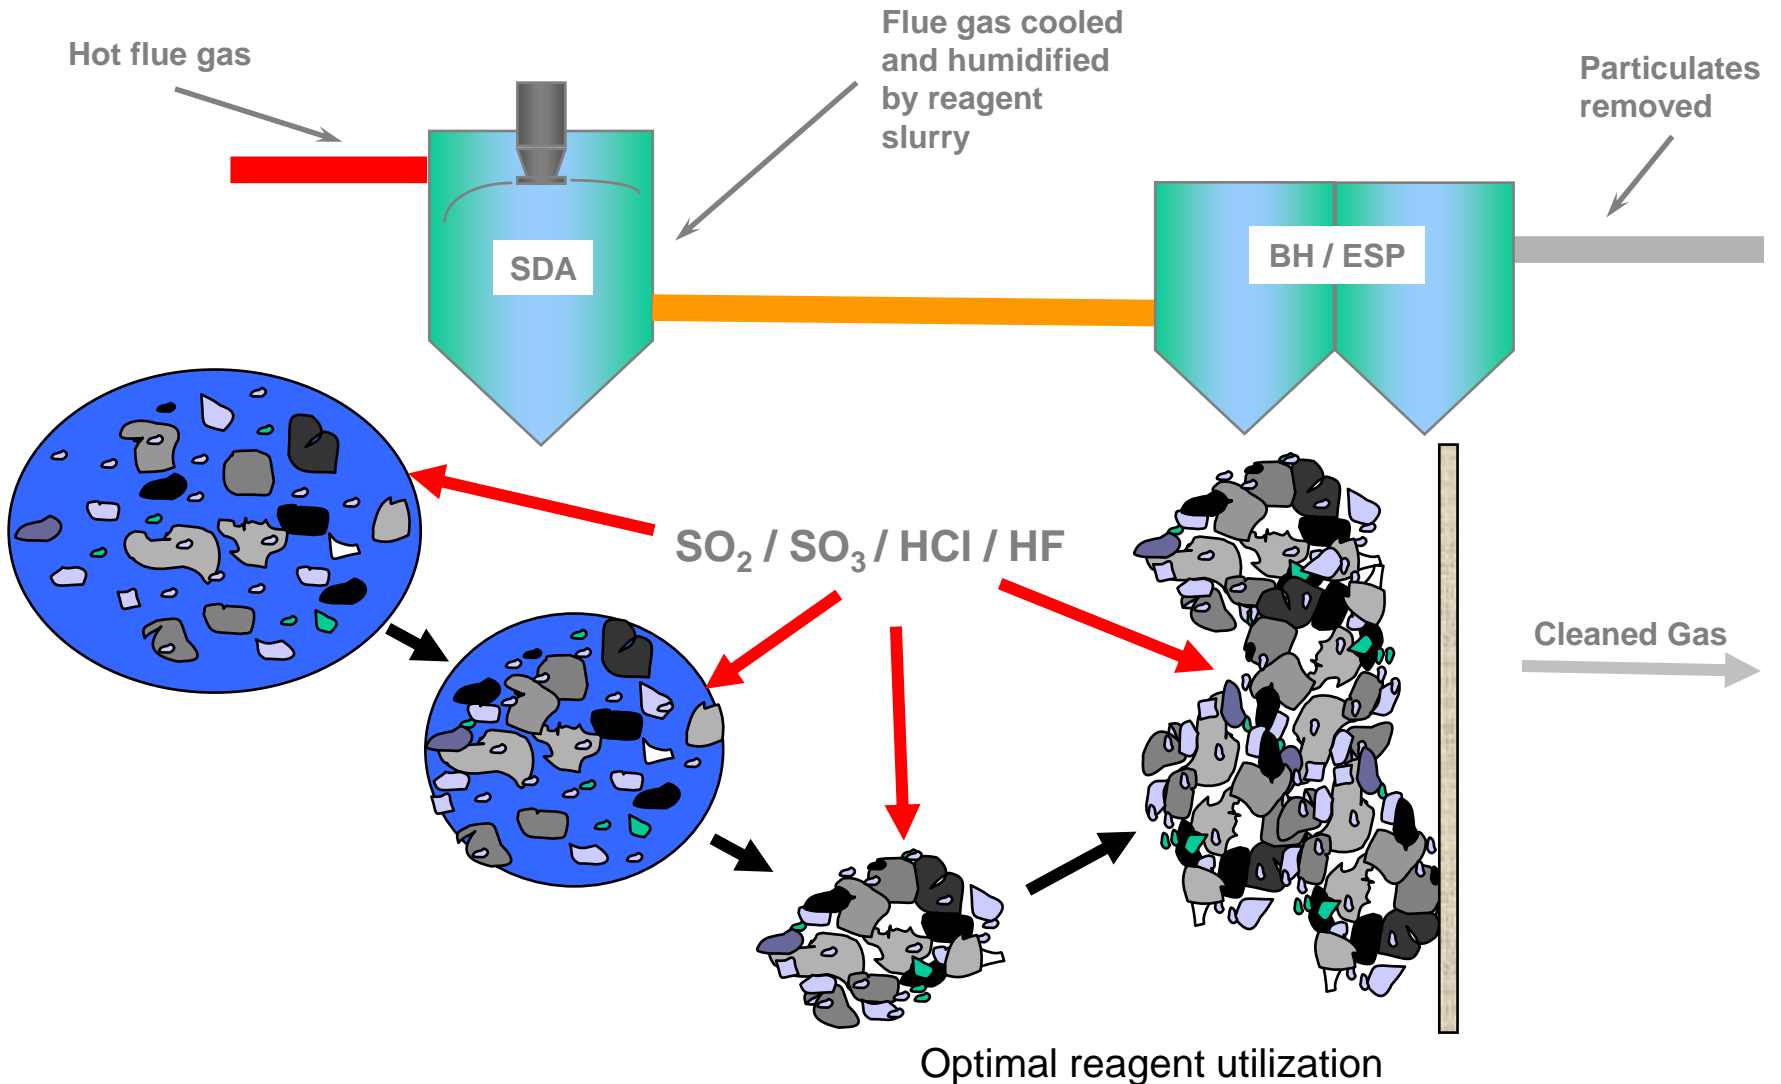 Hot flue gas
Flue gas cooled
and humidified
by reagent
slurry
Particulates
removed
SDA
BH / ESP
SO₂ / SO₃ / HCl / HF
Cleaned Gas
Optimal reagent utilization